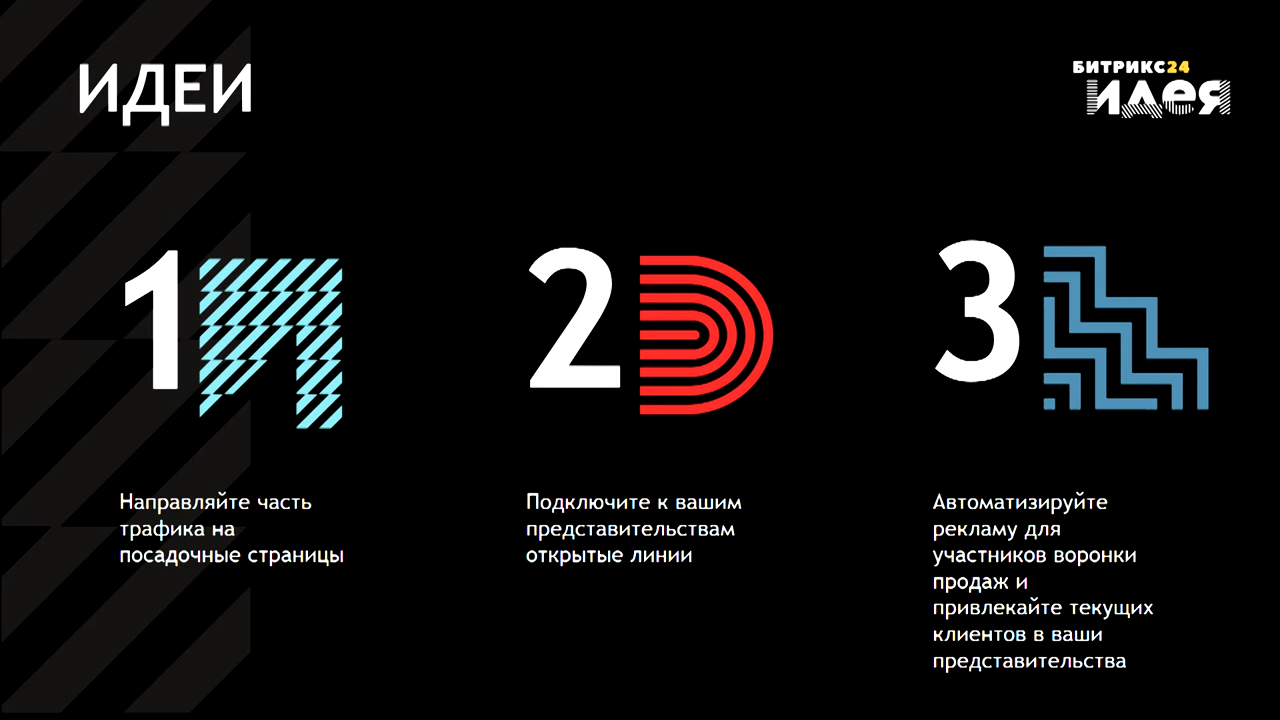 ИДЕИ
БИТРИКС24
идея
1
Направляйте часть
трафика на
посадочные страницы
2
Подключите к вашим
представительствам
открытые линии
3
Автоматизируйте
рекламу для
участников воронки
продаж и
привлекайте текущих
клиентов в ваши
представительства